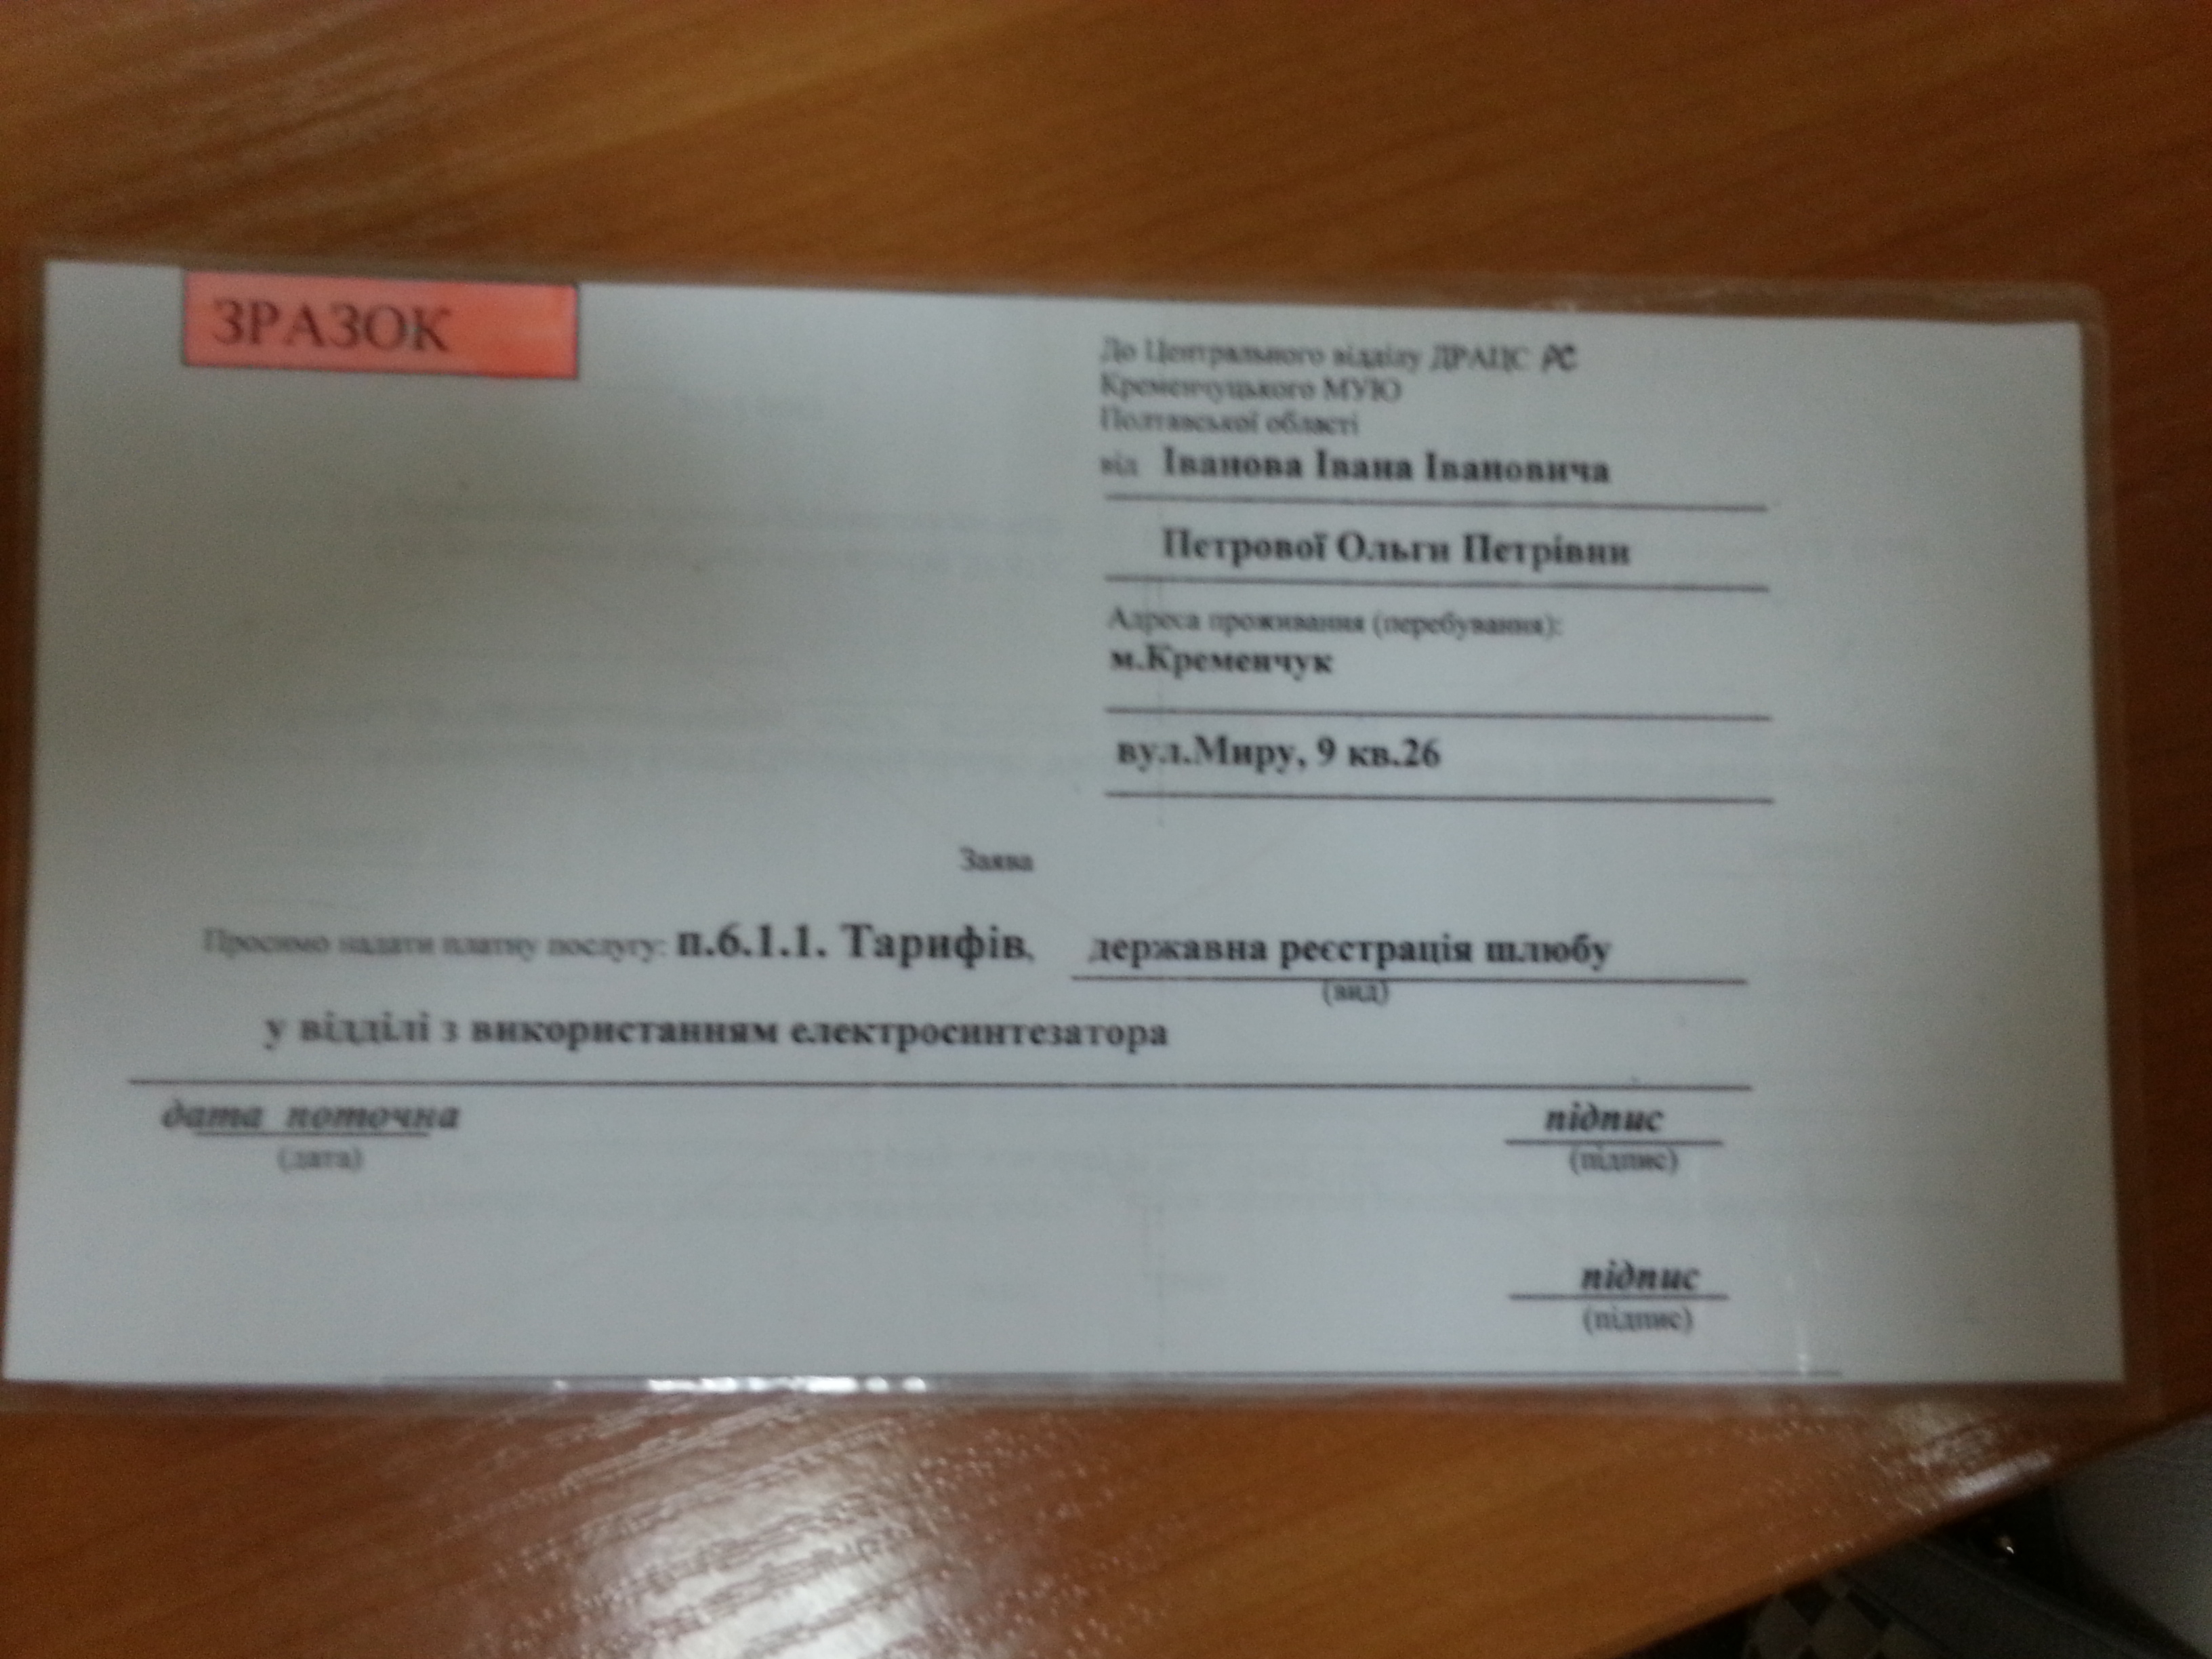 ЗРАЗОК
До Центрального відділу ДРАЦС РС
Кременчуцького МУЮ
Полтавської області
від Іванова Івана Івановича
Петрової Ольги Петрівни
Адреса проживання (перебування):
м.Кременчук
вул.Миру, 9 кв.26
Заява
Просимо надати платну послугу: п.6.1.1. Тарифів, державна реєстрація шлюбу
(вид)
у відділі з використанням електросинтезатора
дата поточна підпис
(дата) (підпис)
підпис
(підпис)